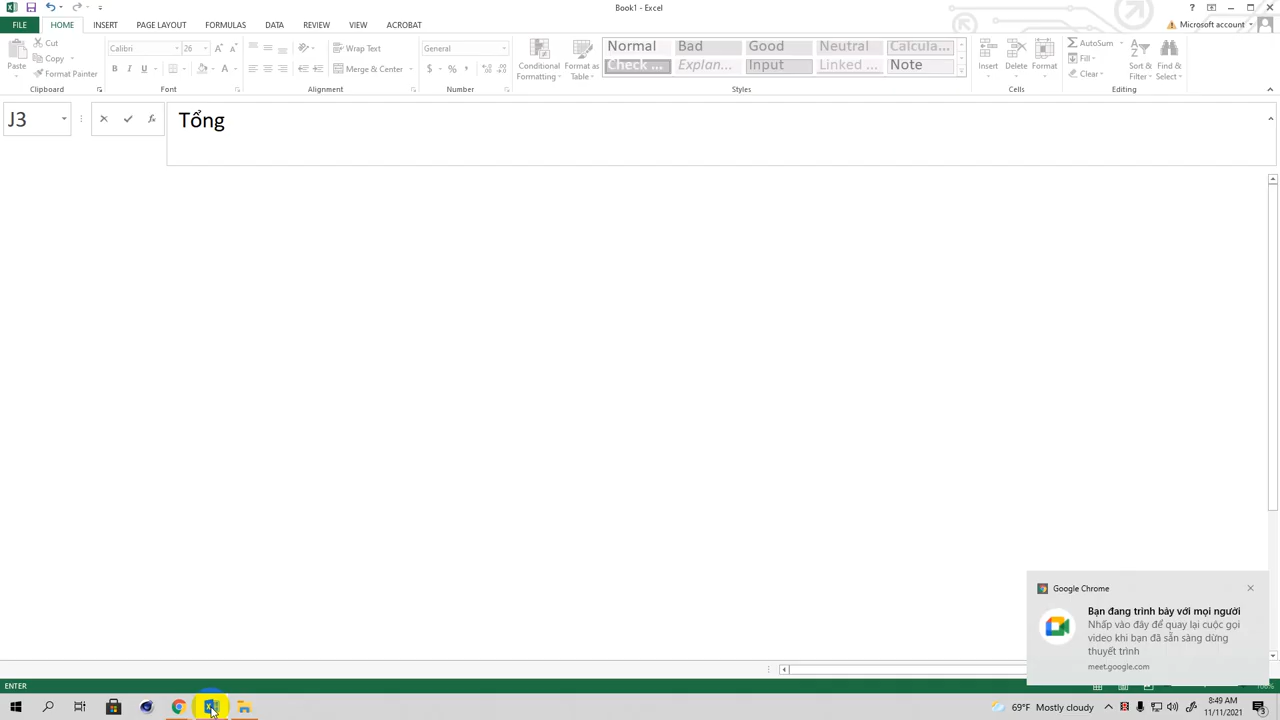 Book1 - Excel
FILE HOME INSERT PAGE LAYOUT FORMULAS DATA REVIEW VIEW ACROBAT
Microsoft account
Paste
Cut
Copy
Format Painter
Clipboard
Calibri 26
B I U
Font
Wrap Text
Merge & Center
Alignment
General
$ % ,
Number
Conditional Formatting
Format as Table
Normal Bad Good Neutral Calcula...
Check ... Explan... Input Linked ... Note
Styles
Insert Delete Format
Cells
AutoSum
Fill
Clear
Sort & Filter
Find & Select
Editing
J3
fx
Tổng
Google Chrome
Bạn đang trình bày với mọi người
Nhấp vào đây để quay lại cuộc gọi
video khi bạn đã sẵn sàng dừng
thuyết trình
meet.google.com
ENTER
69°F Mostly cloudy
8:49 AM
11/11/2021